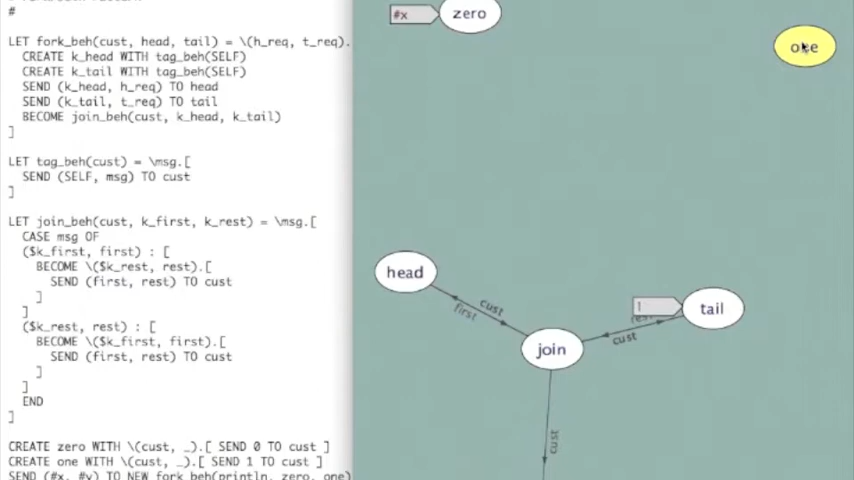 #
LET fork_beh(cust, head, tail) = \(h_req, t_req).
CREATE k_head WITH tag_beh(SELF)
CREATE k_tail WITH tag_beh(SELF)
SEND (k_head, h_req) TO head
SEND (k_tail, t_req) TO tail
BECOME join_beh(cust, k_head, k_tail)
]
LET tag_beh(cust) = \msg.[
SEND (SELF, msg) TO cust
]
LET join_beh(cust, k_first, k_rest) = \msg.[
CASE msg OF
($k_first, first) : [
BECOME \($k_rest, rest).[
SEND (first, rest) TO cust
]
]
($k_rest, rest) : [
BECOME \($k_first, first).[
SEND (first, rest) TO cust
]
]
END
]
CREATE zero WITH \(cust, _).[ SEND 0 TO cust ]
CREATE one WITH \(cust, _).[ SEND 1 TO cust ]
SEND (#x, #y) TO NEW fork_beh(println, zero, one)
#x
zero
one
head
cust
first
1
tail
cust
join
cust